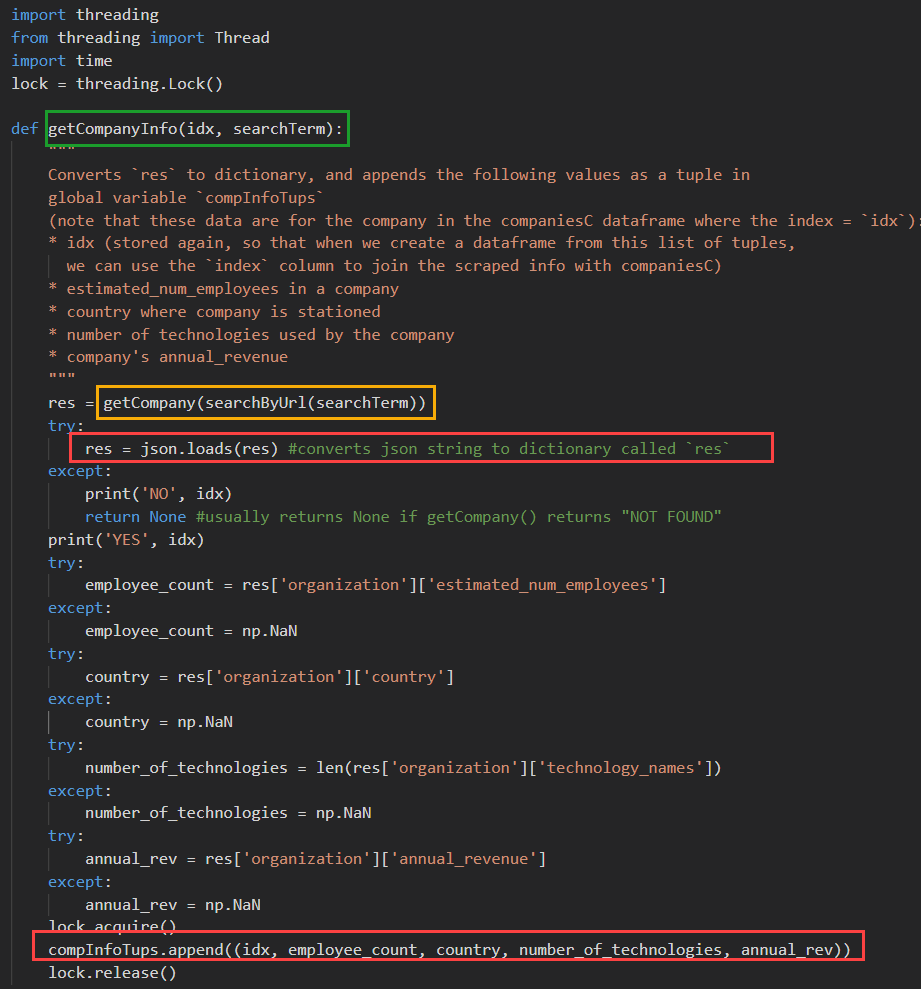 import threading
from threading import Thread
import time
lock = threading.Lock()
def getCompanyInfo(idx, searchTerm):
"""
Converts `res` to dictionary, and appends the following values as a tuple in
global variable `compInfoTups`
(note that these data are for the company in the companiesC dataframe where the index = `idx`):
* idx (stored again, so that when we create a dataframe from this list of tuples,
we can use the `index` column to join the scraped info with companiesC)
* estimated_num_employees in a company
* country where company is stationed
* number of technologies used by the company
* company's annual_revenue
"""
res = getCompany(searchByUrl(searchTerm))
try:
res = json.loads(res) #converts json string to dictionary called `res`
except:
print('NO', idx)
return None #usually returns None if getCompany() returns "NOT FOUND"
print('YES', idx)
try:
employee_count = res['organization']['estimated_num_employees']
except:
employee_count = np.NaN
try:
country = res['organization']['country']
except:
country = np.NaN
try:
number_of_technologies = len(res['organization']['technology_names'])
except:
number_of_technologies = np.NaN
try:
annual_rev = res['organization']['annual_revenue']
except:
annual_rev = np.NaN
lock.acquire()
compInfoTups.append((idx, employee_count, country, number_of_technologies, annual_rev))
lock.release()